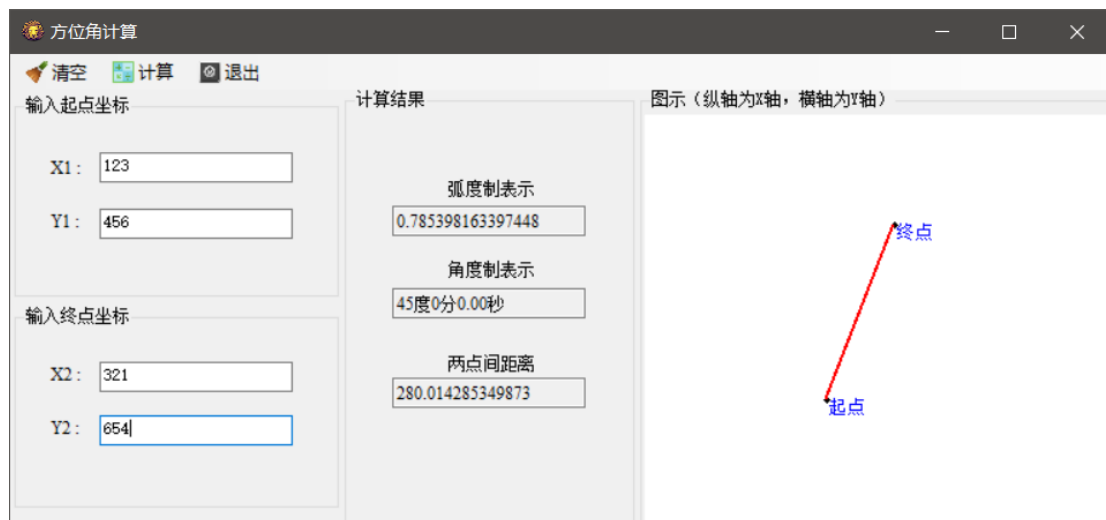 方位角计算
清空 计算 退出
输入起点坐标
X1：
123
Y1：
456
输入终点坐标
X2：
321
Y2：
654
计算结果
弧度制表示
0.785398163397448
角度制表示
45度0分0.00秒
两点间距离
280.014285349873
图示（纵轴为X轴，横轴为Y轴）
终点
起点